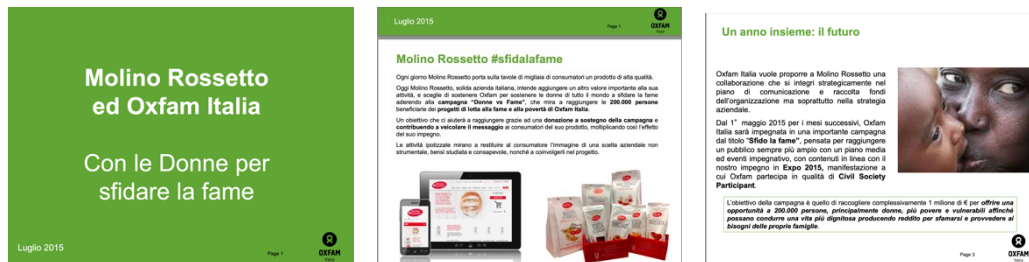 Molino Rossetto
ed Oxfam Italia
Con le Donne per
sfidare la fame
Luglio 2015
Page 1
OXFAM
Italia
Luglio 2015
Page 1
OXFAM
Italia
Molino Rossetto #sfidalafame
Ogni giorno Molino Rossetto porta sulla tavole di migliaia di consumatori un prodotto di alta qualità.
Oggi Molino Rossetto, solida azienda italiana, intende aggiungere un altro valore importante alla sua
attività, e sceglie di sostenere Oxfam per sostenere le donne di tutto il mondo a sfidare la fame
aderendo alla campagna "Donne vs Fame", che mira a raggiungere le 200.000 persone
beneficiarie dei progetti di lotta alla fame e alla povertà di Oxfam Italia.
Un obiettivo che ci aiuterà a raggiungere grazie ad una donazione a sostegno della campagna e
contribuendo a veicolare il messaggio ai consumatori del suo prodotto, moltiplicando così l'effetto
del suo impegno.
Le attività ipotizzate mirano a restituire al consumatore l'immagine di una scelta aziendale non
strumentale, bensì studiata e consapevole, nonché a coinvolgerli nel progetto.
Un anno insieme: il futuro
Oxfam Italia vuole proporre a Molino Rossetto una
collaborazione che si integri strategicamente nel
piano di comunicazione e raccolta fondi
dell'organizzazione ma soprattutto nella strategia
aziendale.
Dal 1° maggio 2015 per i mesi successivi, Oxfam
Italia sarà impegnata in una importante campagna
dal titolo "Sfido la fame", pensata per raggiungere
un pubblico sempre più ampio con un piano media
ed eventi impegnativo, con contenuti in linea con il
nostro impegno in Expo 2015, manifestazione a
cui Oxfam partecipa in qualità di Civil Society
Participant.
L'obiettivo della campagna è quello di raccogliere complessivamente 1 milione di € per offrire una
opportunità a 200.000 persone, principalmente donne, più povere e vulnerabili affinché
possano condurre una vita più dignitosa producendo reddito per sfamarsi e provvedere ai
bisogni delle proprie famiglie.
Page 3
OXFAM
Italia